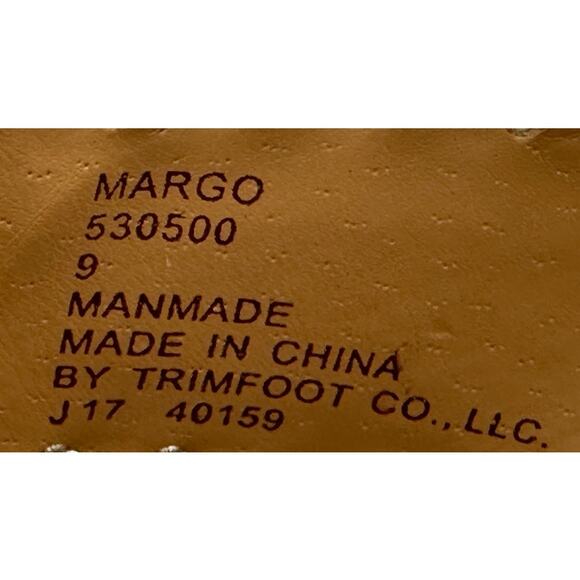 MARGO
530500
9
MANMADE
MADE IN CHINA
BY TRIMFOOT CO., LLC.
J17 40159